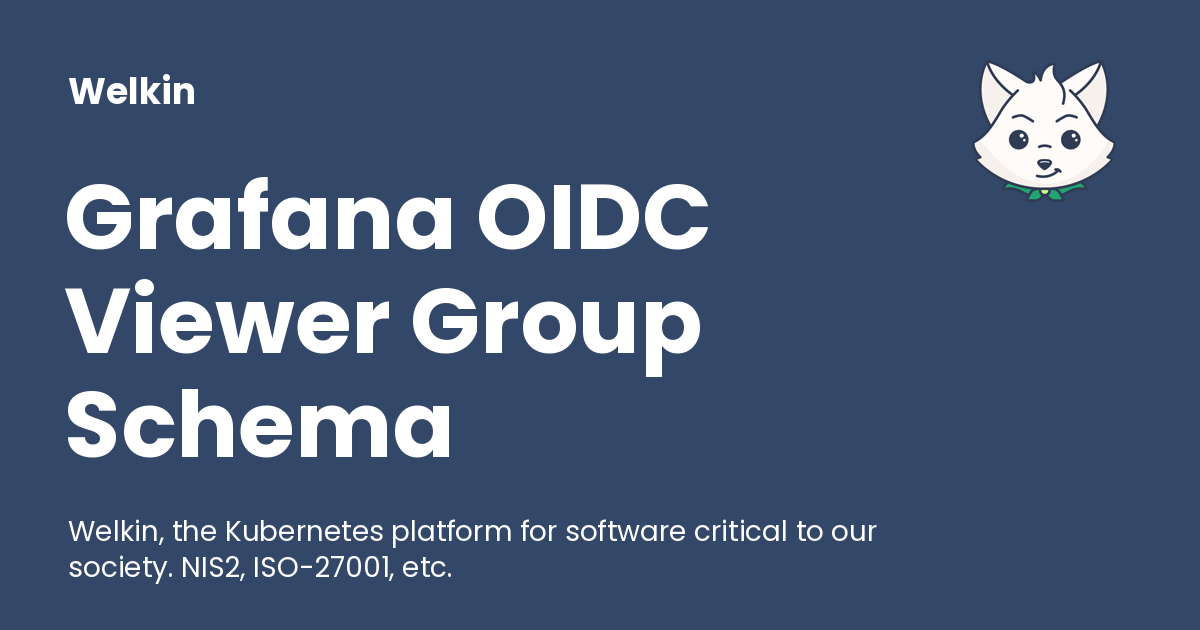 Welkin
Grafana OIDC
Viewer Group
Schema
Welkin, the Kubernetes platform for software critical to our
society. NIS2, ISO-27001, etc.